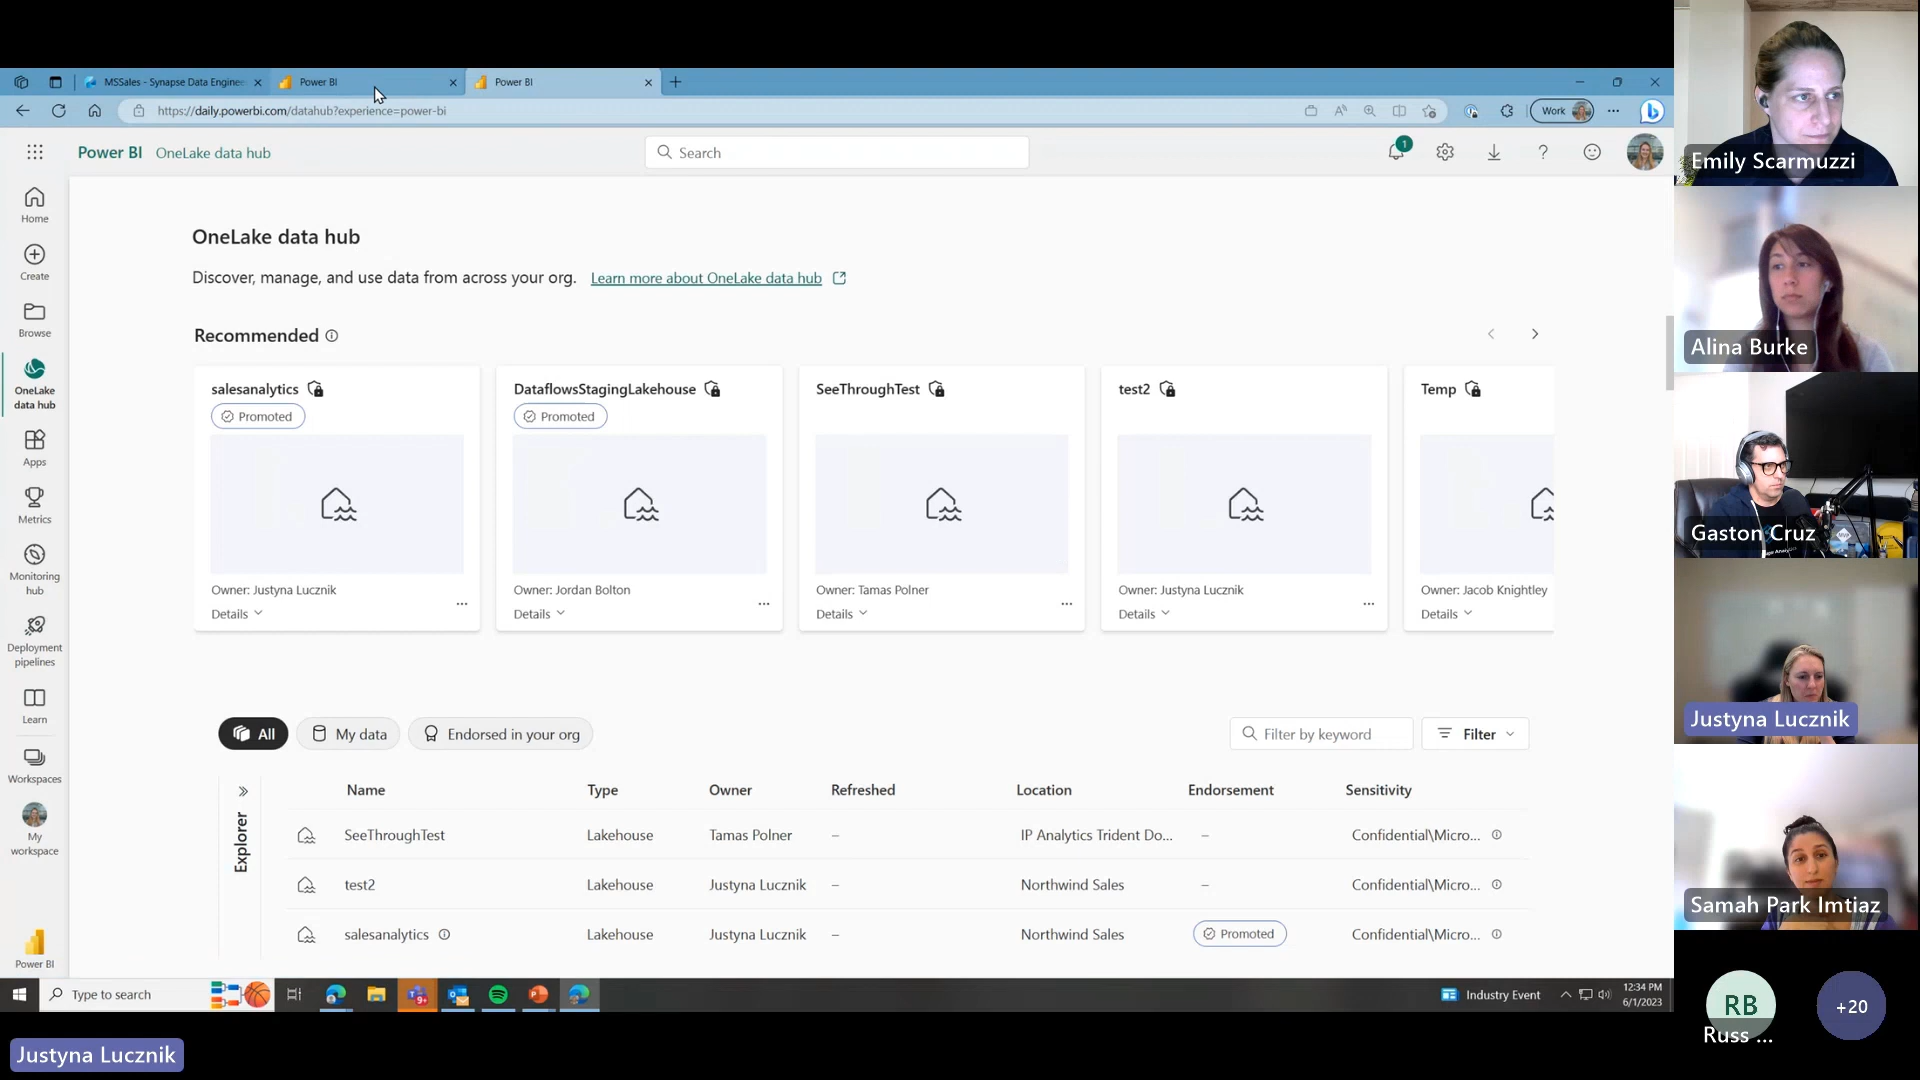 MSSales - Synapse Data Enginee
Power BI
Power BI
https://daily.powerbi.com/datahub?experience=power-bi
Work
Power BI OneLake data hub
Search
1
Home
Create
Browse
OneLake
data hub
Apps
Metrics
Monitoring
hub
Deployment
pipelines
Learn
Workspaces
My
workspace
Power BI
OneLake data hub
Discover, manage, and use data from across your org. Learn more about OneLake data hub
Recommended
salesanalytics
Promoted
Owner: Justyna Lucznik
Details
DataflowsStagingLakehouse
Promoted
Owner: Jordan Bolton
Details
SeeThroughTest
Owner: Tamas Polner
Details
test2
Owner: Justyna Lucznik
Details
Temp
Owner: Jacob Knightley
Details
All
My data
Endorsed in your org
Filter by keyword
Filter
Explorer
Name Type Owner Refreshed Location Endorsement Sensitivity
SeeThroughTest Lakehouse Tamas Polner – IP Analytics Trident Do... – Confidential\Micro...
test2 Lakehouse Justyna Lucznik – Northwind Sales – Confidential\Micro...
salesanalytics Lakehouse Justyna Lucznik – Northwind Sales Promoted Confidential\Micro...
Type to search
9+
Industry Event
12:34 PM
6/1/2023
Justyna Lucznik
Emily Scarmuzzi
Alina Burke
Gaston Cruz
Justyna Lucznik
Samah Park Imtiaz
RB
Russ ...
+20